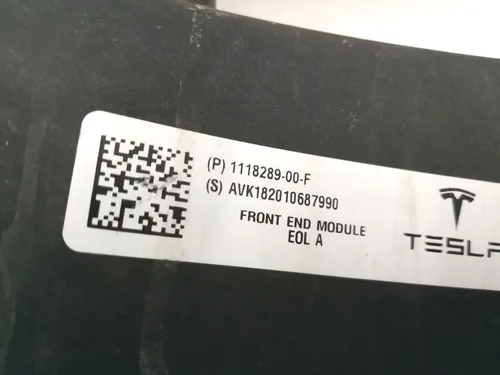 (P) 1118289-00-F
(S) AVK182010687990
FRONT END MODULE
EOL A
TESLA